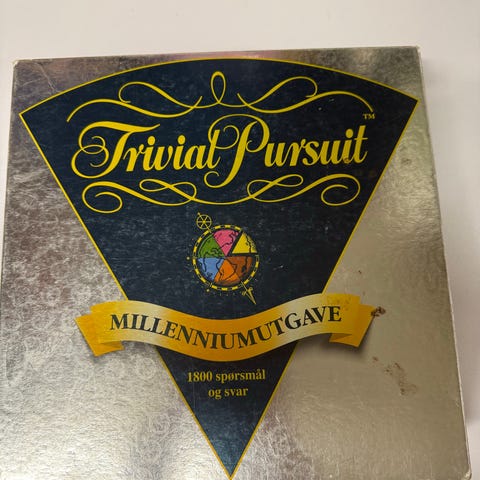 Trivial Pursuit™
MILLENNIUMUTGAVE
1800 spørsmål
og svar